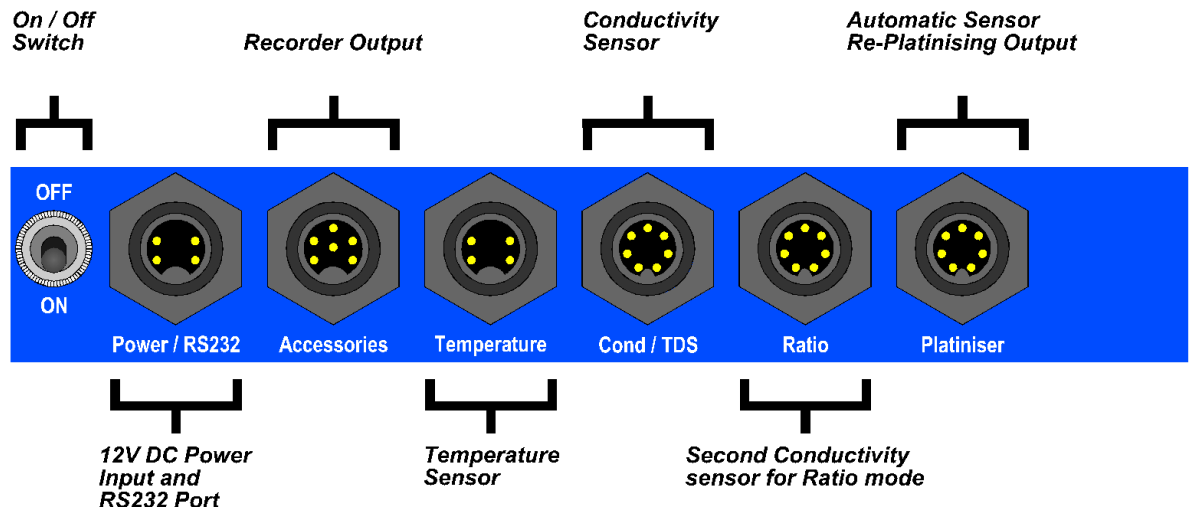 On / Off
Switch
Recorder Output
Conductivity
Sensor
Automatic Sensor
Re-Platinising Output
OFF
ON
Power / RS232
Accessories
Temperature
Cond / TDS
Ratio
Platiniser
12V DC Power
Input and
RS232 Port
Temperature
Sensor
Second Conductivity
sensor for Ratio mode